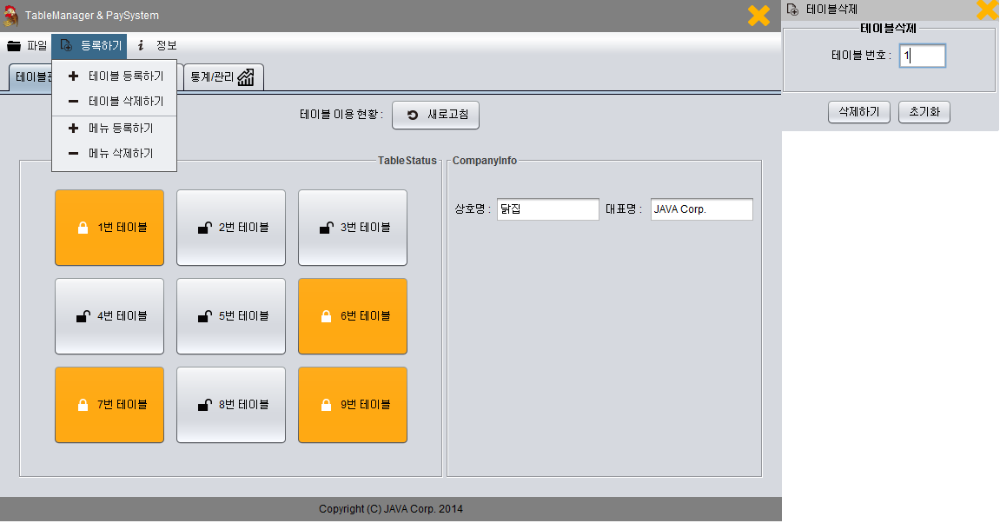 TableManager & PaySystem
파일 등록하기 정보
테이블 등록하기
테이블 삭제하기
메뉴 등록하기
메뉴 삭제하기
통계/관리
테이블 이용 현황 : 새로고침
TableStatus
1번 테이블 2번 테이블 3번 테이블
4번 테이블 5번 테이블 6번 테이블
7번 테이블 8번 테이블 9번 테이블
CompanyInfo
상호명 : 닭집 대표명 : JAVA Corp.
Copyright (C) JAVA Corp. 2014
테이블삭제
테이블삭제
테이블 번호 : 1
삭제하기 초기화